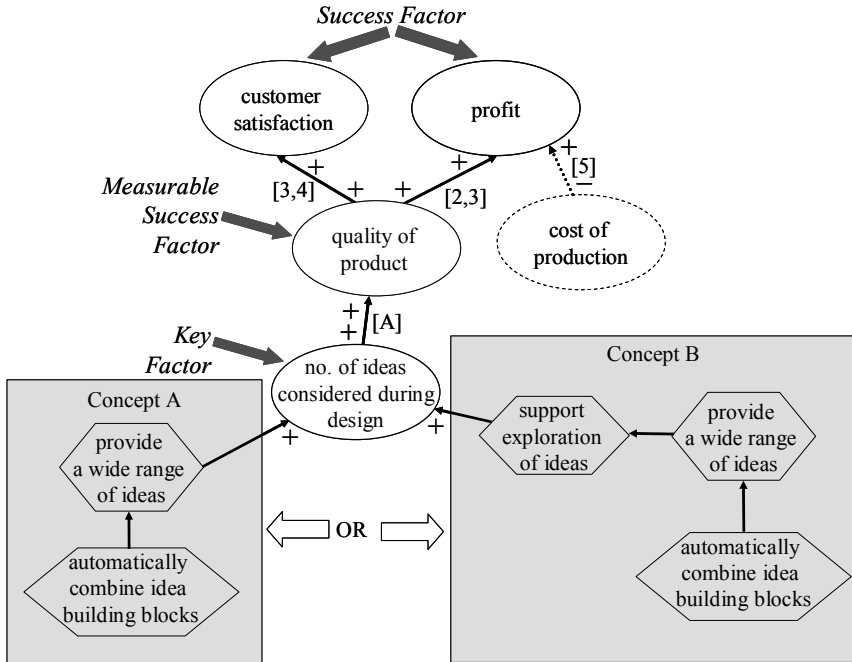 Success Factor
customer
satisfaction
profit
+
+
[3,4]
+
+
[2,3]
+
[5]
−
Measurable
Success
Factor
quality of
product
cost of
production
+
+
[A]
Key
Factor
no. of ideas
considered during
design
+
+
Concept A
provide
a wide range
of ideas
automatically
combine idea
building blocks
OR
Concept B
support
exploration
of ideas
provide
a wide range
of ideas
automatically
combine idea
building blocks